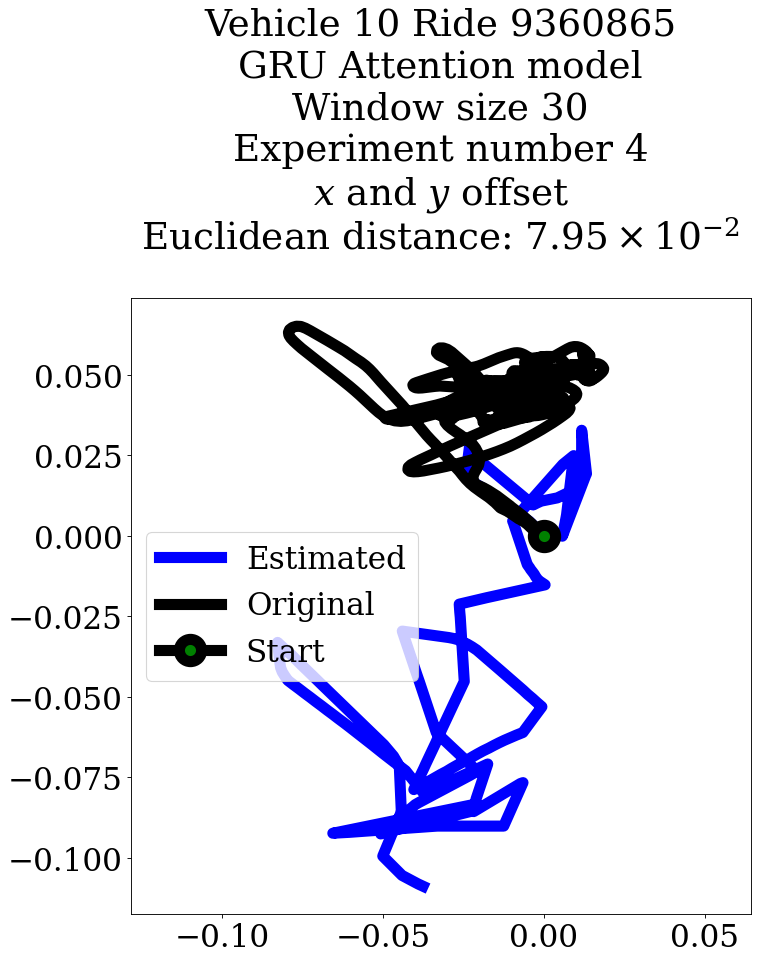 Vehicle 10 Ride 9360865
GRU Attention model
Window size 30
Experiment number 4
x and y offset
Euclidean distance: 7.95 × 10⁻²
0.050
0.025
0.000
−0.025
−0.050
−0.075
−0.100
Estimated
Original
Start
−0.10
−0.05
0.00
0.05